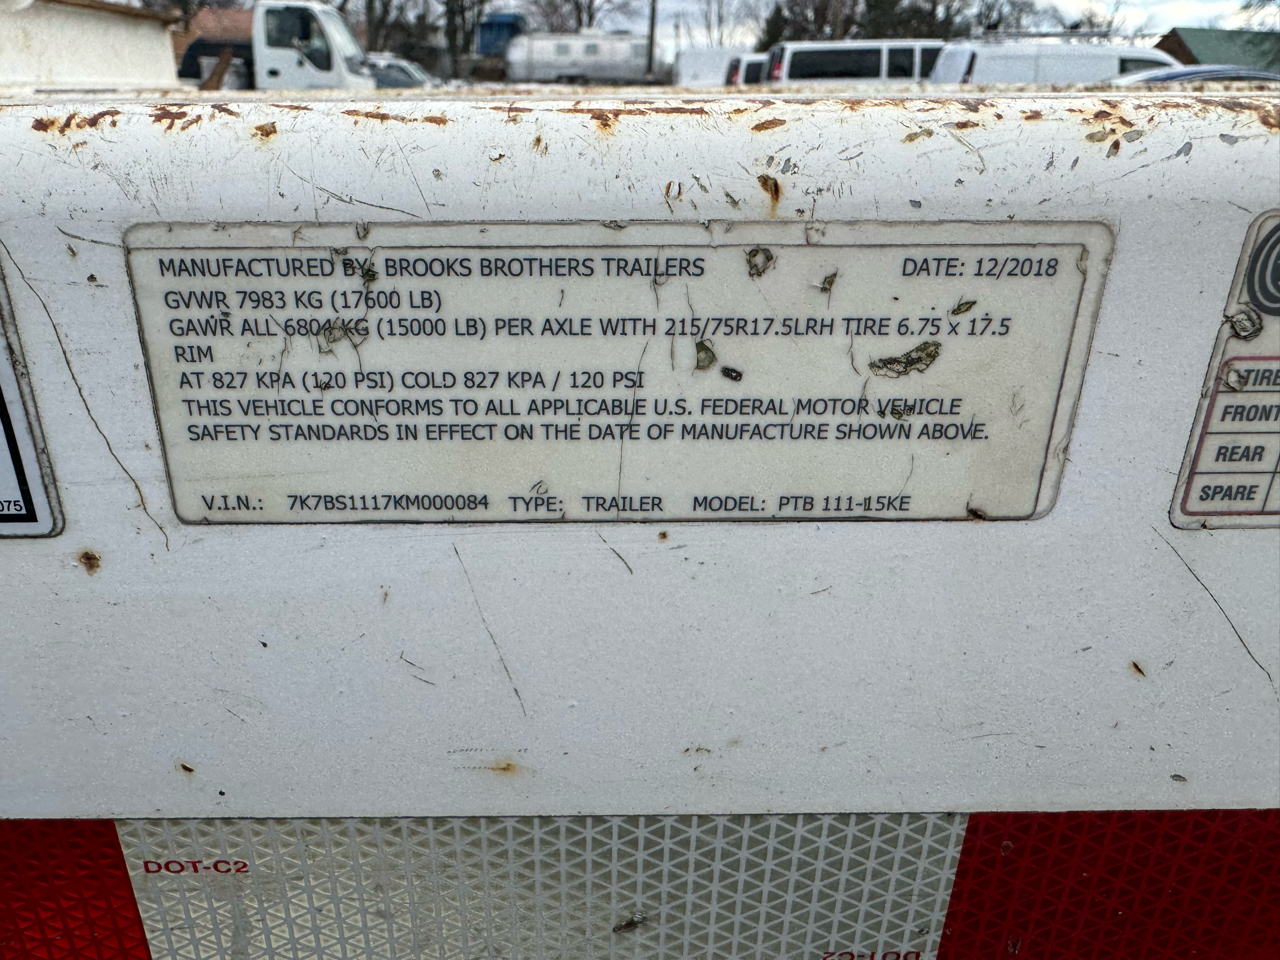 MANUFACTURED BY: BROOKS BROTHERS TRAILERS DATE: 12/2018
GVWR 7983 KG (17600 LB)
GAWR ALL 6804 KG (15000 LB) PER AXLE WITH 215/75R17.5LRH TIRE 6.75 x 17.5
RIM
AT 827 KPA (120 PSI) COLD 827 KPA / 120 PSI
THIS VEHICLE CONFORMS TO ALL APPLICABLE U.S. FEDERAL MOTOR VEHICLE
SAFETY STANDARDS IN EFFECT ON THE DATE OF MANUFACTURE SHOWN ABOVE.
V.I.N.: 7K7BS1117KM000084 TYPE: TRAILER MODEL: PTB 111-15KE
075
TIRE
FRONT
REAR
SPARE
DOT-C2
DOT-C2